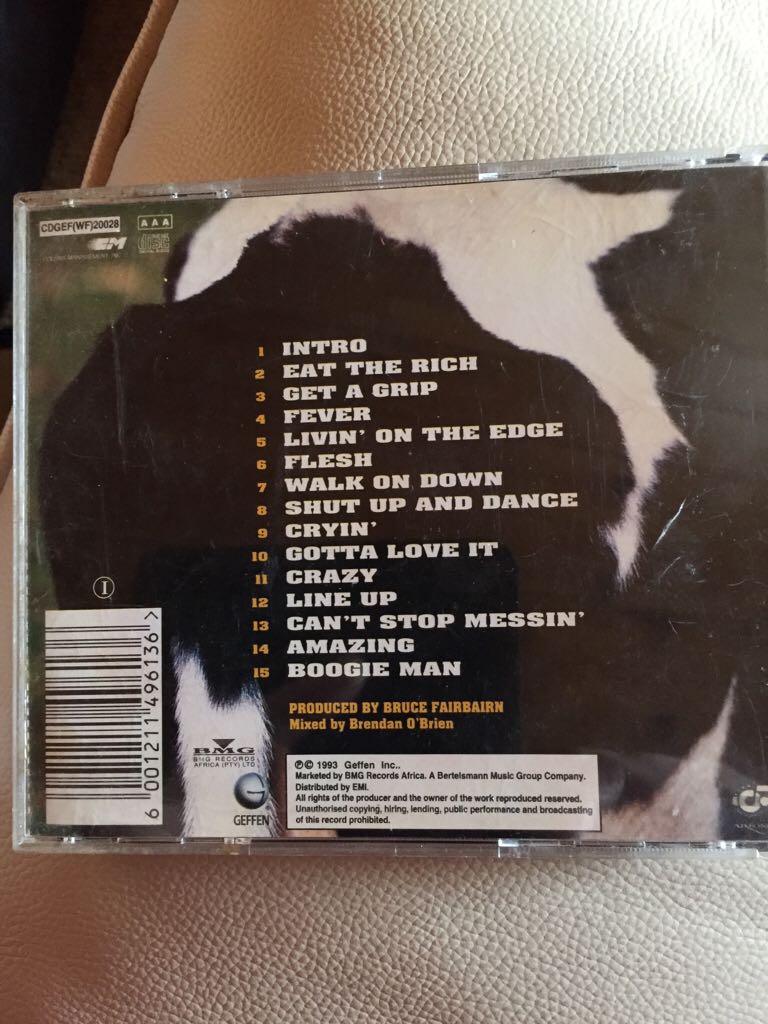 CDGEF(WF)20028
AAA
COLLINS MANAGEMENT, INC.
1 INTRO
2 EAT THE RICH
3 GET A GRIP
4 FEVER
5 LIVIN' ON THE EDGE
6 FLESH
7 WALK ON DOWN
8 SHUT UP AND DANCE
9 CRYIN'
10 GOTTA LOVE IT
11 CRAZY
12 LINE UP
13 CAN'T STOP MESSIN'
14 AMAZING
15 BOOGIE MAN
PRODUCED BY BRUCE FAIRBAIRN
Mixed by Brendan O'Brien
I
6 001211 496136 >
BMG
BMG RECORDS
AFRICA (PTY) LTD
GEFFEN
℗© 1993 Geffen Inc..
Marketed by BMG Records Africa. A Bertelsmann Music Group Company.
Distributed by EMI.
All rights of the producer and the owner of the work reproduced reserved.
Unauthorised copying, hiring, lending, public performance and broadcasting
of this record prohibited.